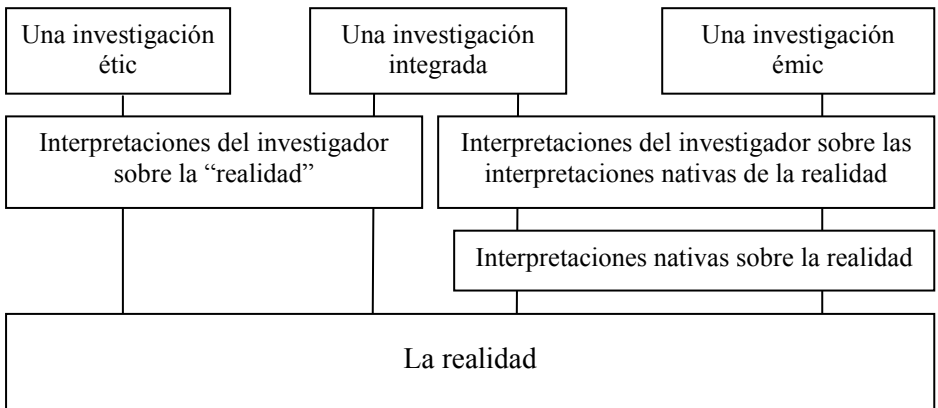 Una investigación
étic
Una investigación
integrada
Una investigación
émic
Interpretaciones del investigador
sobre la “realidad”
Interpretaciones del investigador sobre las
interpretaciones nativas de la realidad
Interpretaciones nativas sobre la realidad
La realidad